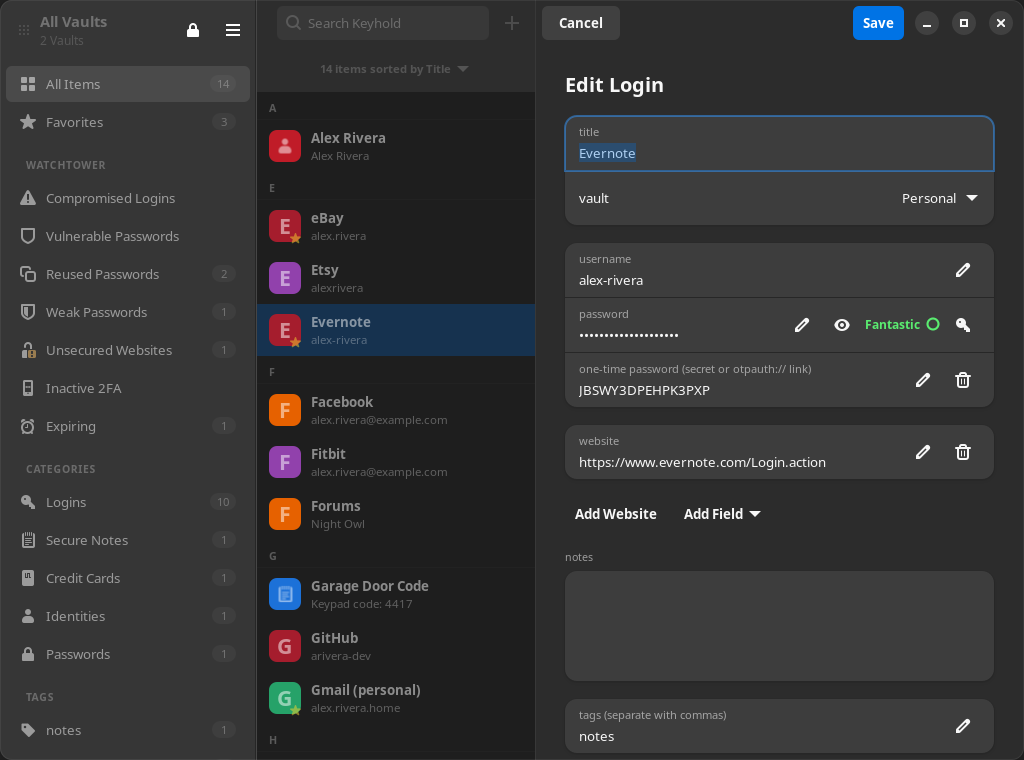 All Vaults
2 Vaults
All Items 14
Favorites 3
WATCHTOWER
Compromised Logins
Vulnerable Passwords
Reused Passwords 2
Weak Passwords 1
Unsecured Websites 1
Inactive 2FA
Expiring 1
CATEGORIES
Logins 10
Secure Notes 1
Credit Cards 1
Identities 1
Passwords 1
TAGS
notes 1
Search Keyhold
14 items sorted by Title
A
Alex Rivera
Alex Rivera
E
E eBay
alex.rivera
E Etsy
alexrivera
E Evernote
alex-rivera
F
F Facebook
alex.rivera@example.com
F Fitbit
alex.rivera@example.com
F Forums
Night Owl
G
Garage Door Code
Keypad code: 4417
G GitHub
arivera-dev
G Gmail (personal)
alex.rivera.home
H
Cancel Save
Edit Login
title
Evernote
vault Personal
username
alex-rivera
password
•••••••••••••••••••• Fantastic
one-time password (secret or otpauth:// link)
JBSWY3DPEHPK3PXP
website
https://www.evernote.com/Login.action
Add Website Add Field
notes
tags (separate with commas)
notes